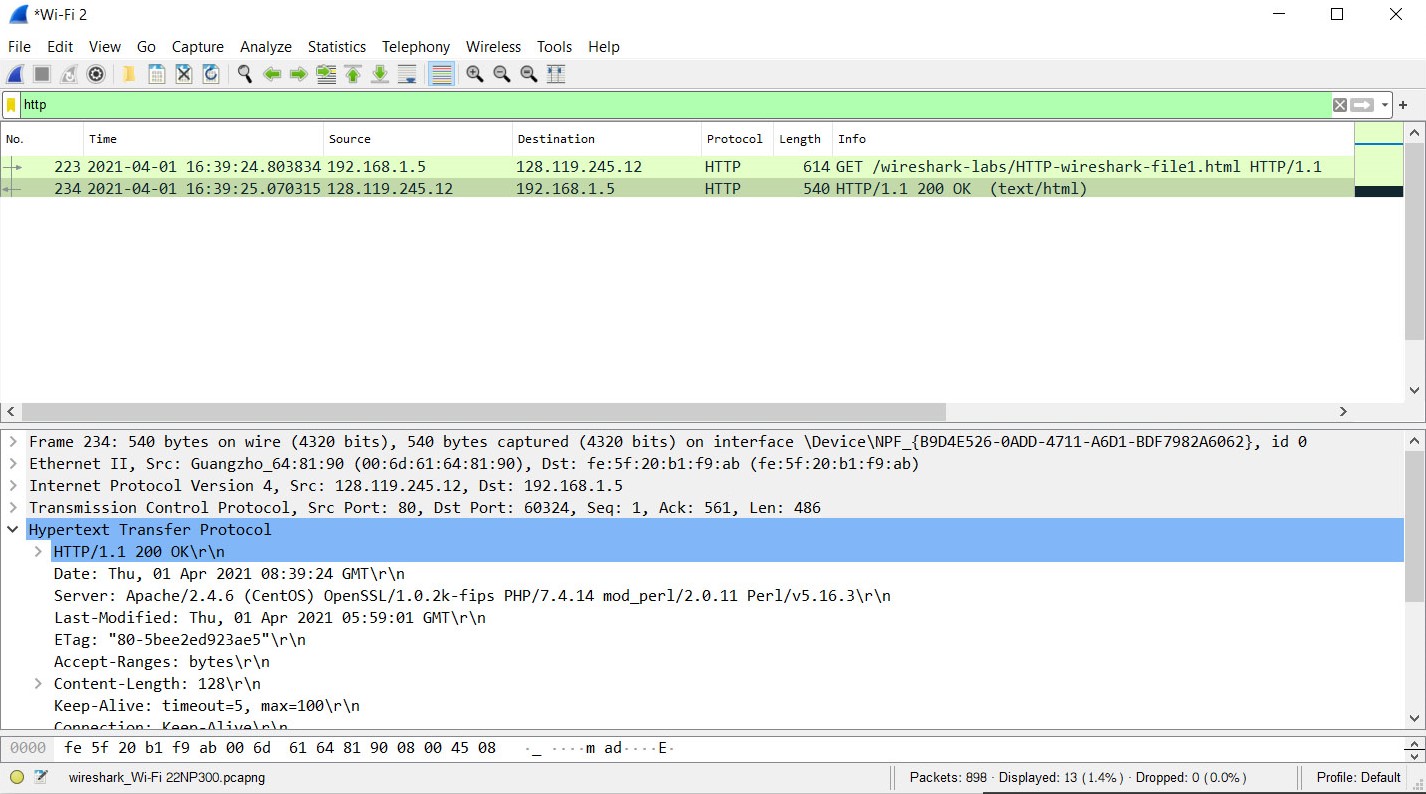 *Wi-Fi 2
File Edit View Go Capture Analyze Statistics Telephony Wireless Tools Help
http
No. Time Source Destination Protocol Length Info
223 2021-04-01 16:39:24.803834 192.168.1.5 128.119.245.12 HTTP 614 GET /wireshark-labs/HTTP-wireshark-file1.html HTTP/1.1
234 2021-04-01 16:39:25.070315 128.119.245.12 192.168.1.5 HTTP 540 HTTP/1.1 200 OK (text/html)
Frame 234: 540 bytes on wire (4320 bits), 540 bytes captured (4320 bits) on interface \Device\NPF_{B9D4E526-0ADD-4711-A6D1-BDF7982A6062}, id 0
Ethernet II, Src: Guangzho_64:81:90 (00:6d:61:64:81:90), Dst: fe:5f:20:b1:f9:ab (fe:5f:20:b1:f9:ab)
Internet Protocol Version 4, Src: 128.119.245.12, Dst: 192.168.1.5
Transmission Control Protocol, Src Port: 80, Dst Port: 60324, Seq: 1, Ack: 561, Len: 486
Hypertext Transfer Protocol
HTTP/1.1 200 OK\r\n
Date: Thu, 01 Apr 2021 08:39:24 GMT\r\n
Server: Apache/2.4.6 (CentOS) OpenSSL/1.0.2k-fips PHP/7.4.14 mod_perl/2.0.11 Perl/v5.16.3\r\n
Last-Modified: Thu, 01 Apr 2021 05:59:01 GMT\r\n
ETag: "80-5bee2ed923ae5"\r\n
Accept-Ranges: bytes\r\n
Content-Length: 128\r\n
Keep-Alive: timeout=5, max=100\r\n
Connection: Keep-Alive\r\n
0000 fe 5f 20 b1 f9 ab 00 6d 61 64 81 90 08 00 45 08 ·_ ····m ad····E·
wireshark_Wi-Fi 22NP300.pcapng Packets: 898 · Displayed: 13 (1.4%) · Dropped: 0 (0.0%) Profile: Default